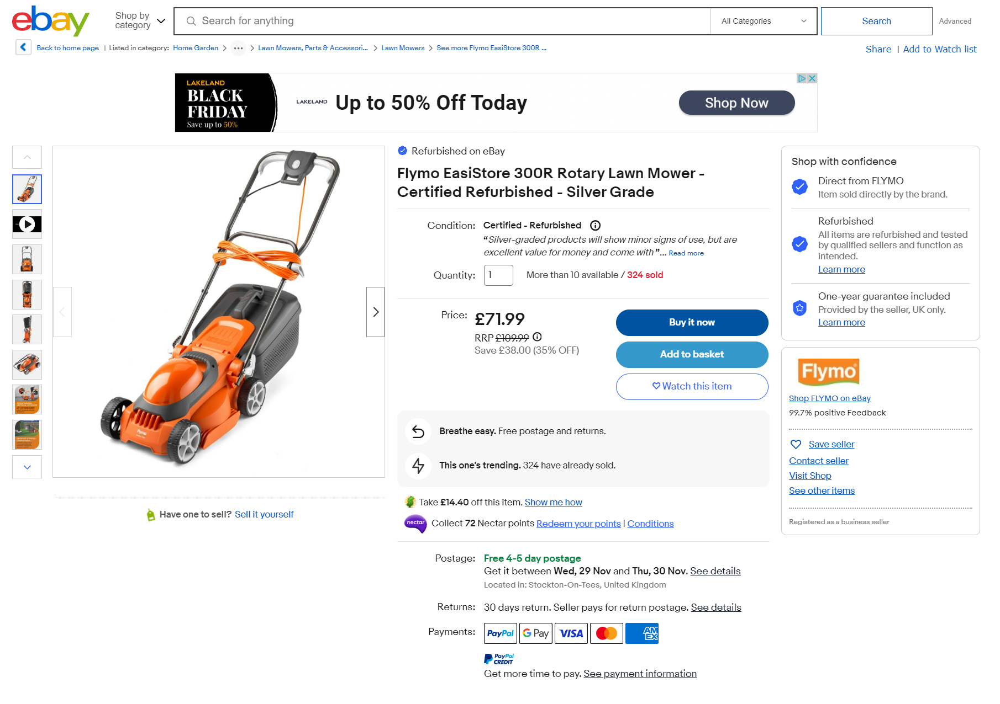 ebay
Shop by
category
Search for anything
All Categories
Search
Advanced
Back to home page | Listed in category: Home Garden > ... > Lawn Mowers, Parts & Accessori... > Lawn Mowers > See more Flymo EasiStore 300R ...
Share | Add to Watch list
LAKELAND
BLACK
FRIDAY
Save up to 50%
LAKELAND Up to 50% Off Today
Shop Now
Refurbished on eBay
Flymo EasiStore 300R Rotary Lawn Mower -
Certified Refurbished - Silver Grade
Condition: Certified - Refurbished
“Silver-graded products will show minor signs of use, but are
excellent value for money and come with”... Read more
Quantity: 1 More than 10 available / 324 sold
Price: £71.99
RRP £109.99
Save £38.00 (35% OFF)
Buy it now
Add to basket
Watch this item
Breathe easy. Free postage and returns.
This one's trending. 324 have already sold.
Take £14.40 off this item. Show me how
nectar Collect 72 Nectar points Redeem your points | Conditions
Postage: Free 4-5 day postage
Get it between Wed, 29 Nov and Thu, 30 Nov. See details
Located in: Stockton-On-Tees, United Kingdom
Returns: 30 days return. Seller pays for return postage. See details
Payments: PayPal G Pay VISA AMEX
PayPal
CREDIT
Get more time to pay. See payment information
Have one to sell? Sell it yourself
Flymo
Shop with confidence
Direct from FLYMO
Item sold directly by the brand.
Refurbished
All items are refurbished and tested
by qualified sellers and function as
intended.
Learn more
One-year guarantee included
Provided by the seller, UK only.
Learn more
Flymo
Shop FLYMO on eBay
99.7% positive Feedback
Save seller
Contact seller
Visit Shop
See other items
Registered as a business seller